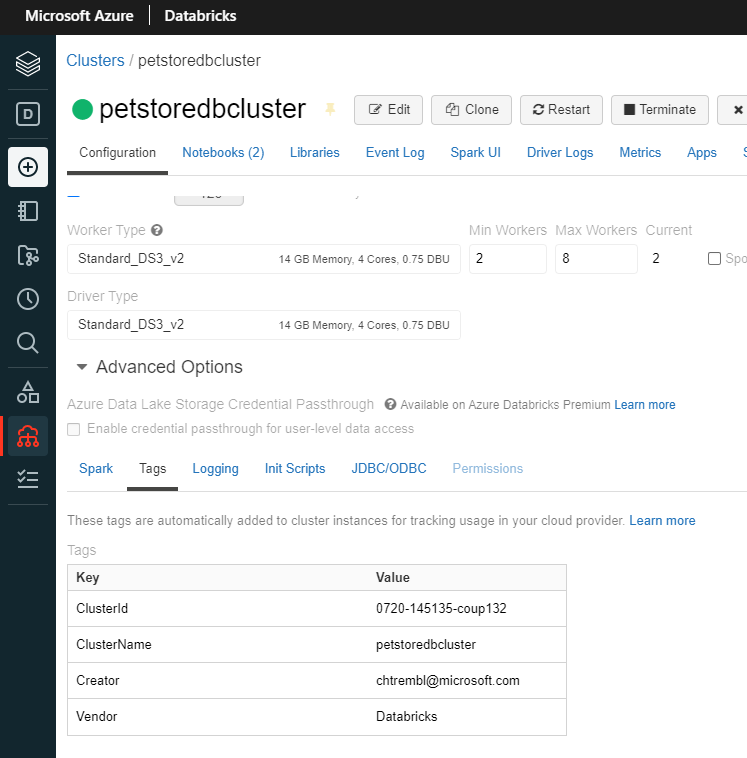 Microsoft Azure Databricks
Clusters / petstoredbcluster
petstoredbcluster Edit Clone Restart Terminate
Configuration Notebooks (2) Libraries Event Log Spark UI Driver Logs Metrics Apps
Worker Type Min Workers Max Workers Current
Standard_DS3_v2 14 GB Memory, 4 Cores, 0.75 DBU 2 8 2 Spo
Driver Type
Standard_DS3_v2 14 GB Memory, 4 Cores, 0.75 DBU
Advanced Options
Azure Data Lake Storage Credential Passthrough ? Available on Azure Databricks Premium Learn more
Enable credential passthrough for user-level data access
Spark Tags Logging Init Scripts JDBC/ODBC Permissions
These tags are automatically added to cluster instances for tracking usage in your cloud provider. Learn more
Tags
Key Value
ClusterId 0720-145135-coup132
ClusterName petstoredbcluster
Creator chtrembl@microsoft.com
Vendor Databricks